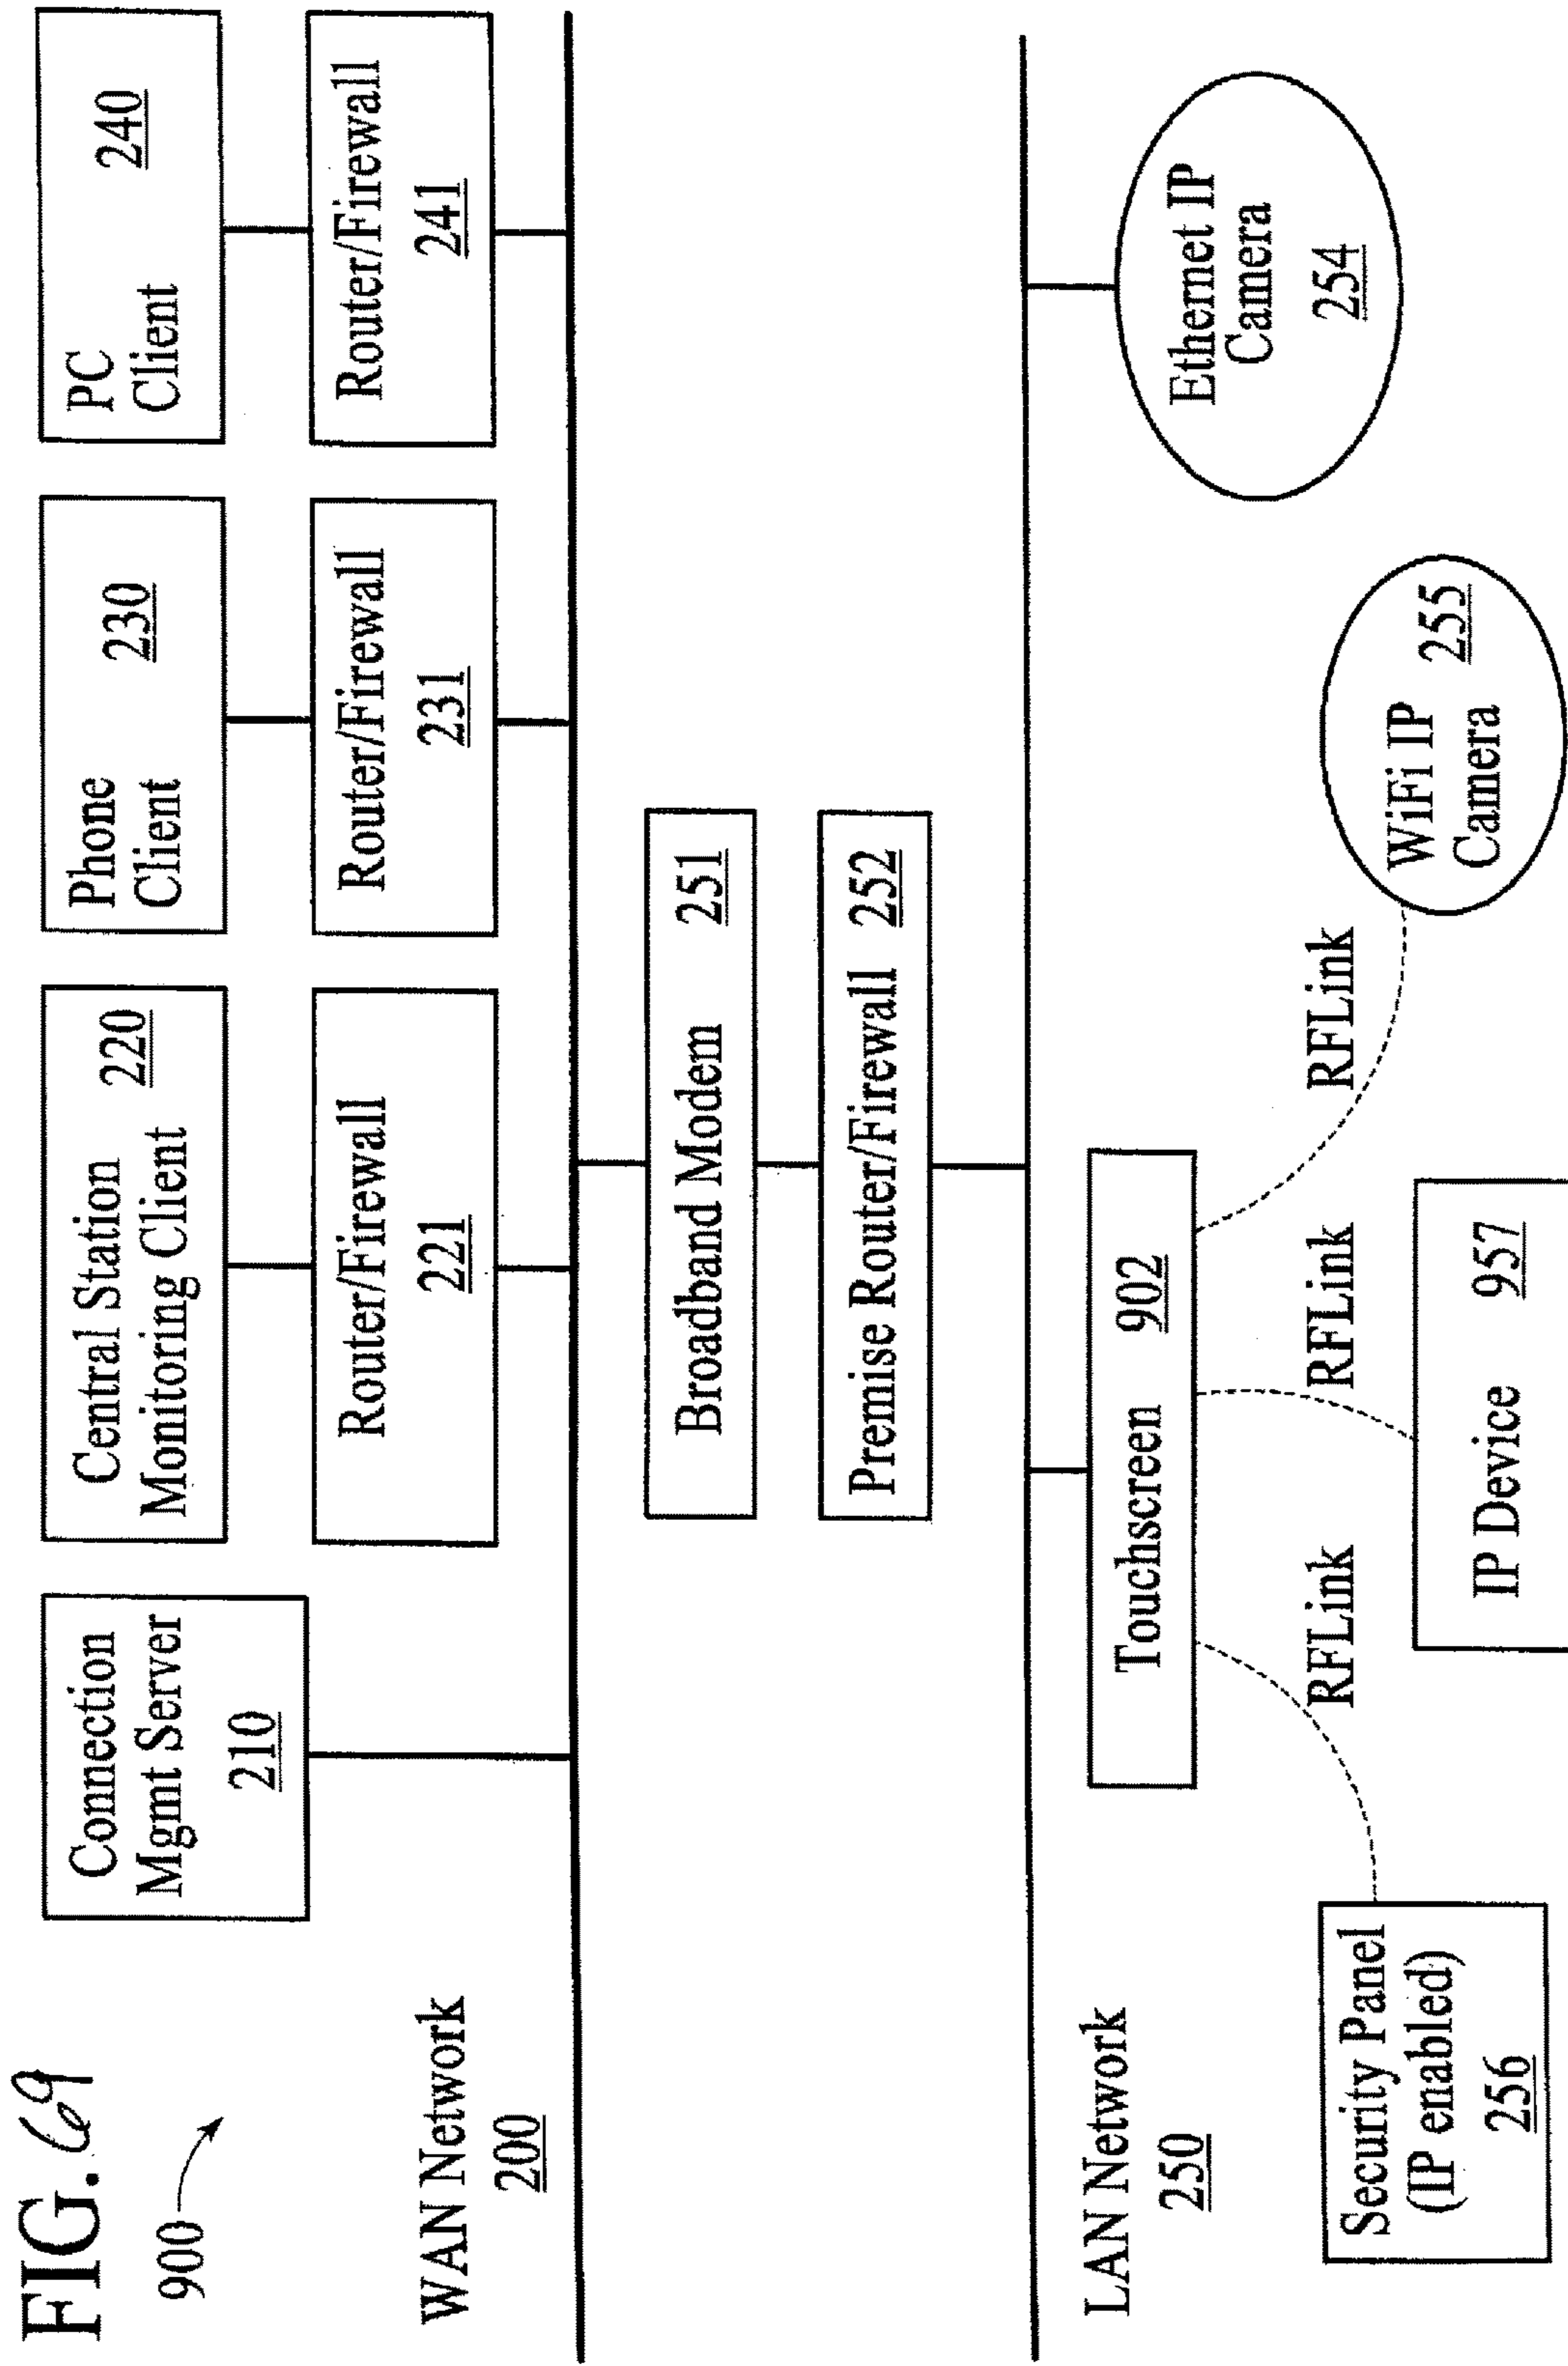 FIG. 69
900
Connection
Mgmt Server
210
Central Station
Monitoring Client
220
Phone
Client
230
PC
Client
240
Router/Firewall
221
Router/Firewall
231
Router/Firewall
241
WAN Network
200
Broadband Modem 251
Premise Router/Firewall 252
LAN Network
250
Touchscreen 902
Ethernet IP
Camera
254
RFLink
RFLink
RFLink
Security Panel
(IP enabled)
256
IP Device 957
WiFi IP
Camera
255